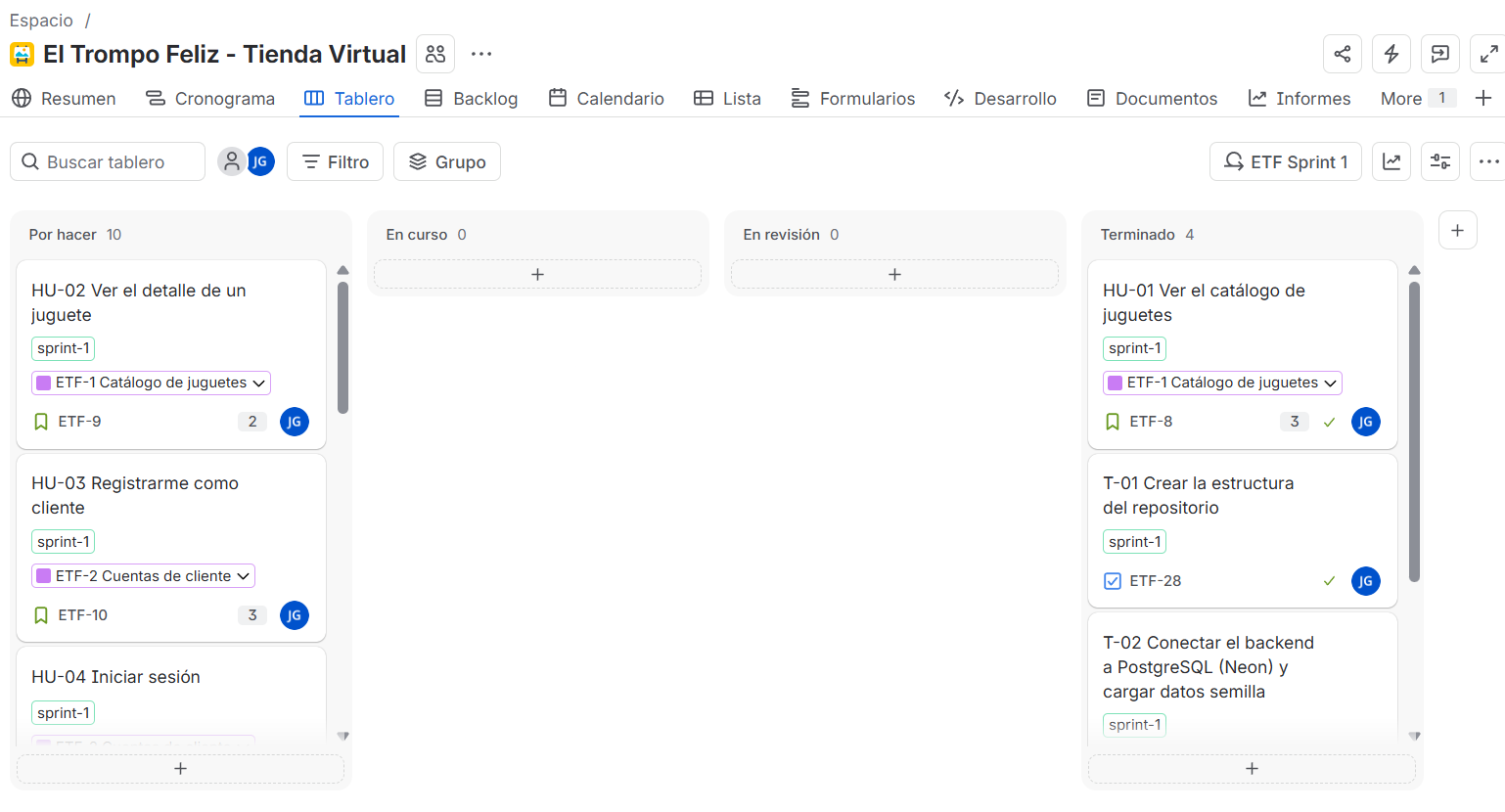 Espacio /
El Trompo Feliz - Tienda Virtual
Resumen Cronograma Tablero Backlog Calendario Lista Formularios Desarrollo Documentos Informes More 1
Buscar tablero JG Filtro Grupo ETF Sprint 1
Por hacer 10
HU-02 Ver el detalle de un
juguete
sprint-1
ETF-1 Catálogo de juguetes
ETF-9 2 JG
HU-03 Registrarme como
cliente
sprint-1
ETF-2 Cuentas de cliente
ETF-10 3 JG
HU-04 Iniciar sesión
sprint-1
En curso 0
En revisión 0
Terminado 4
HU-01 Ver el catálogo de
juguetes
sprint-1
ETF-1 Catálogo de juguetes
ETF-8 3 JG
T-01 Crear la estructura
del repositorio
sprint-1
ETF-28 JG
T-02 Conectar el backend
a PostgreSQL (Neon) y
cargar datos semilla
sprint-1